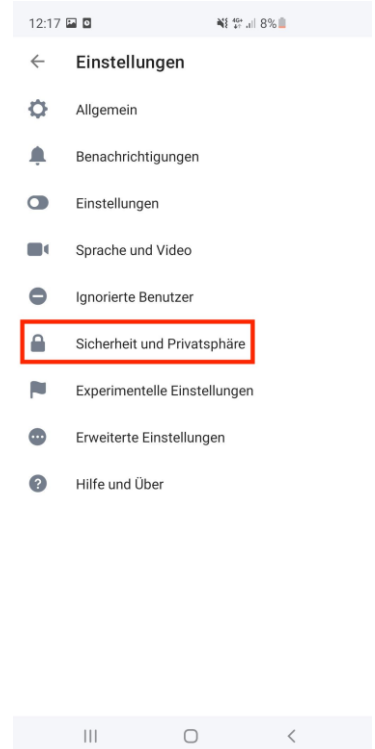 12:17 8%
Einstellungen
Allgemein
Benachrichtigungen
Einstellungen
Sprache und Video
Ignorierte Benutzer
Sicherheit und Privatsphäre
Experimentelle Einstellungen
Erweiterte Einstellungen
Hilfe und Über